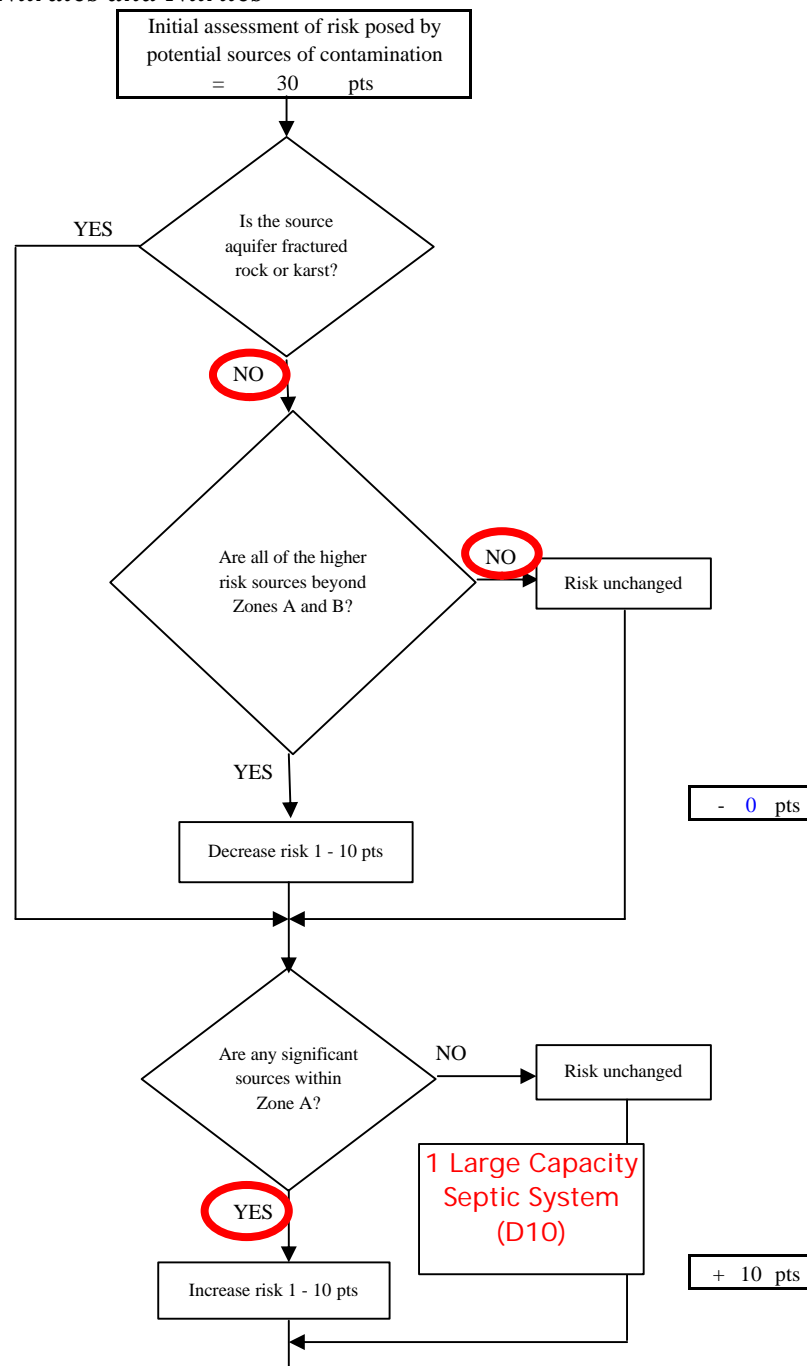 Initial assessment of risk posed by
potential sources of contamination
= 30 pts
YES
Is the source
aquifer fractured
rock or karst?
NO
Are all of the higher
risk sources beyond
Zones A and B?
NO
Risk unchanged
YES
- 0 pts
Decrease risk 1 - 10 pts
Are any significant
sources within
Zone A?
NO
Risk unchanged
1 Large Capacity
Septic System
(D10)
YES
+ 10 pts
Increase risk 1 - 10 pts